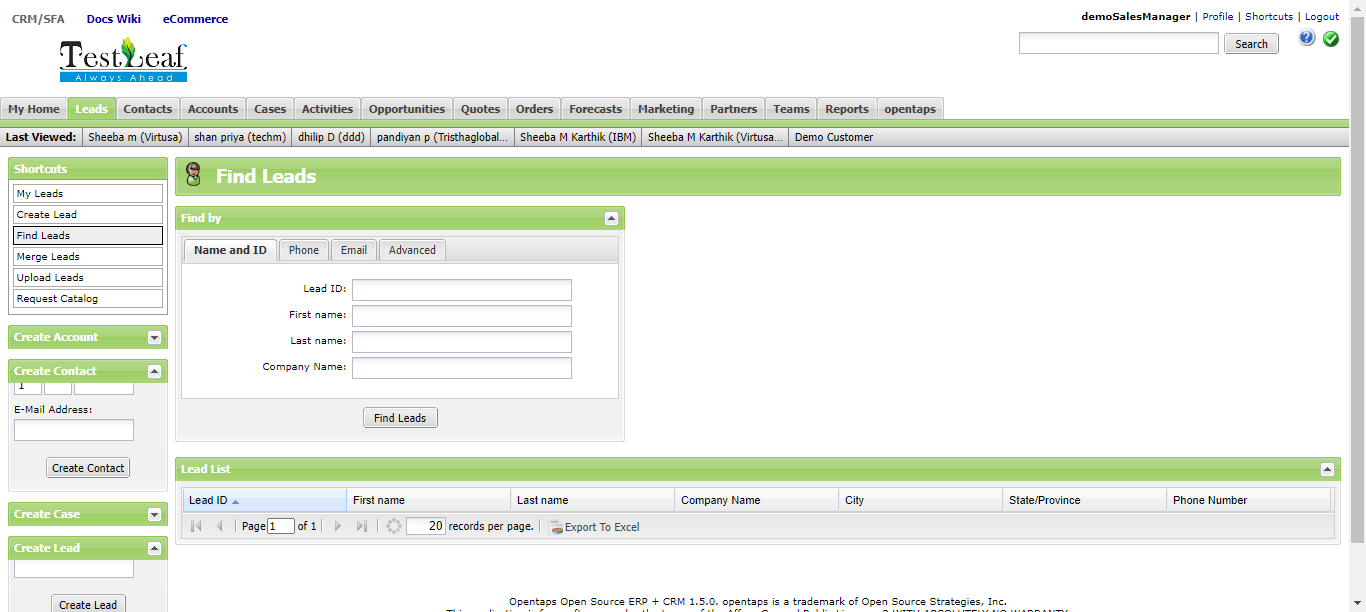 CRM/SFA Docs Wiki eCommerce
demoSalesManager | Profile | Shortcuts | Logout
TestLeaf
Always Ahead
Search
My Home Leads Contacts Accounts Cases Activities Opportunities Quotes Orders Forecasts Marketing Partners Teams Reports opentaps
Last Viewed: Sheeba m (Virtusa) shan priya (techm) dhilip D (ddd) pandiyan p (Tristhaglobal... Sheeba M Karthik (IBM) Sheeba M Karthik (Virtusa... Demo Customer
Shortcuts
My Leads
Create Lead
Find Leads
Merge Leads
Upload Leads
Request Catalog
Create Account
Create Contact
1
E-Mail Address:
Create Contact
Create Case
Create Lead
Create Lead
Find Leads
Find by
Name and ID Phone Email Advanced
Lead ID:
First name:
Last name:
Company Name:
Find Leads
Lead List
Lead ID First name Last name Company Name City State/Province Phone Number
Page 1 of 1 20 records per page. Export To Excel
Opentaps Open Source ERP + CRM 1.5.0. opentaps is a trademark of Open Source Strategies, Inc.